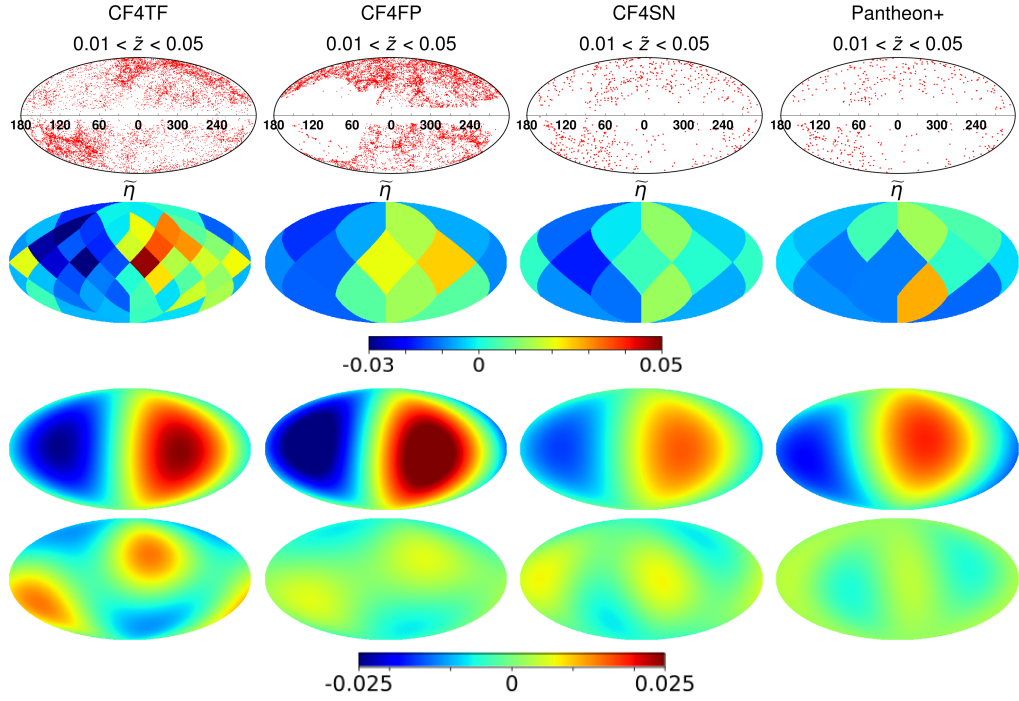 CF4TF CF4FP CF4SN Pantheon+
0.01 < z̃ < 0.05 0.01 < z̃ < 0.05 0.01 < z̃ < 0.05 0.01 < z̃ < 0.05
180 120 60 0 300 240 180 120 60 0 300 240 180 120 60 0 300 240 180 120 60 0 300 240
η̃ η̃ η̃ η̃
-0.03 0 0.05
-0.025 0 0.025